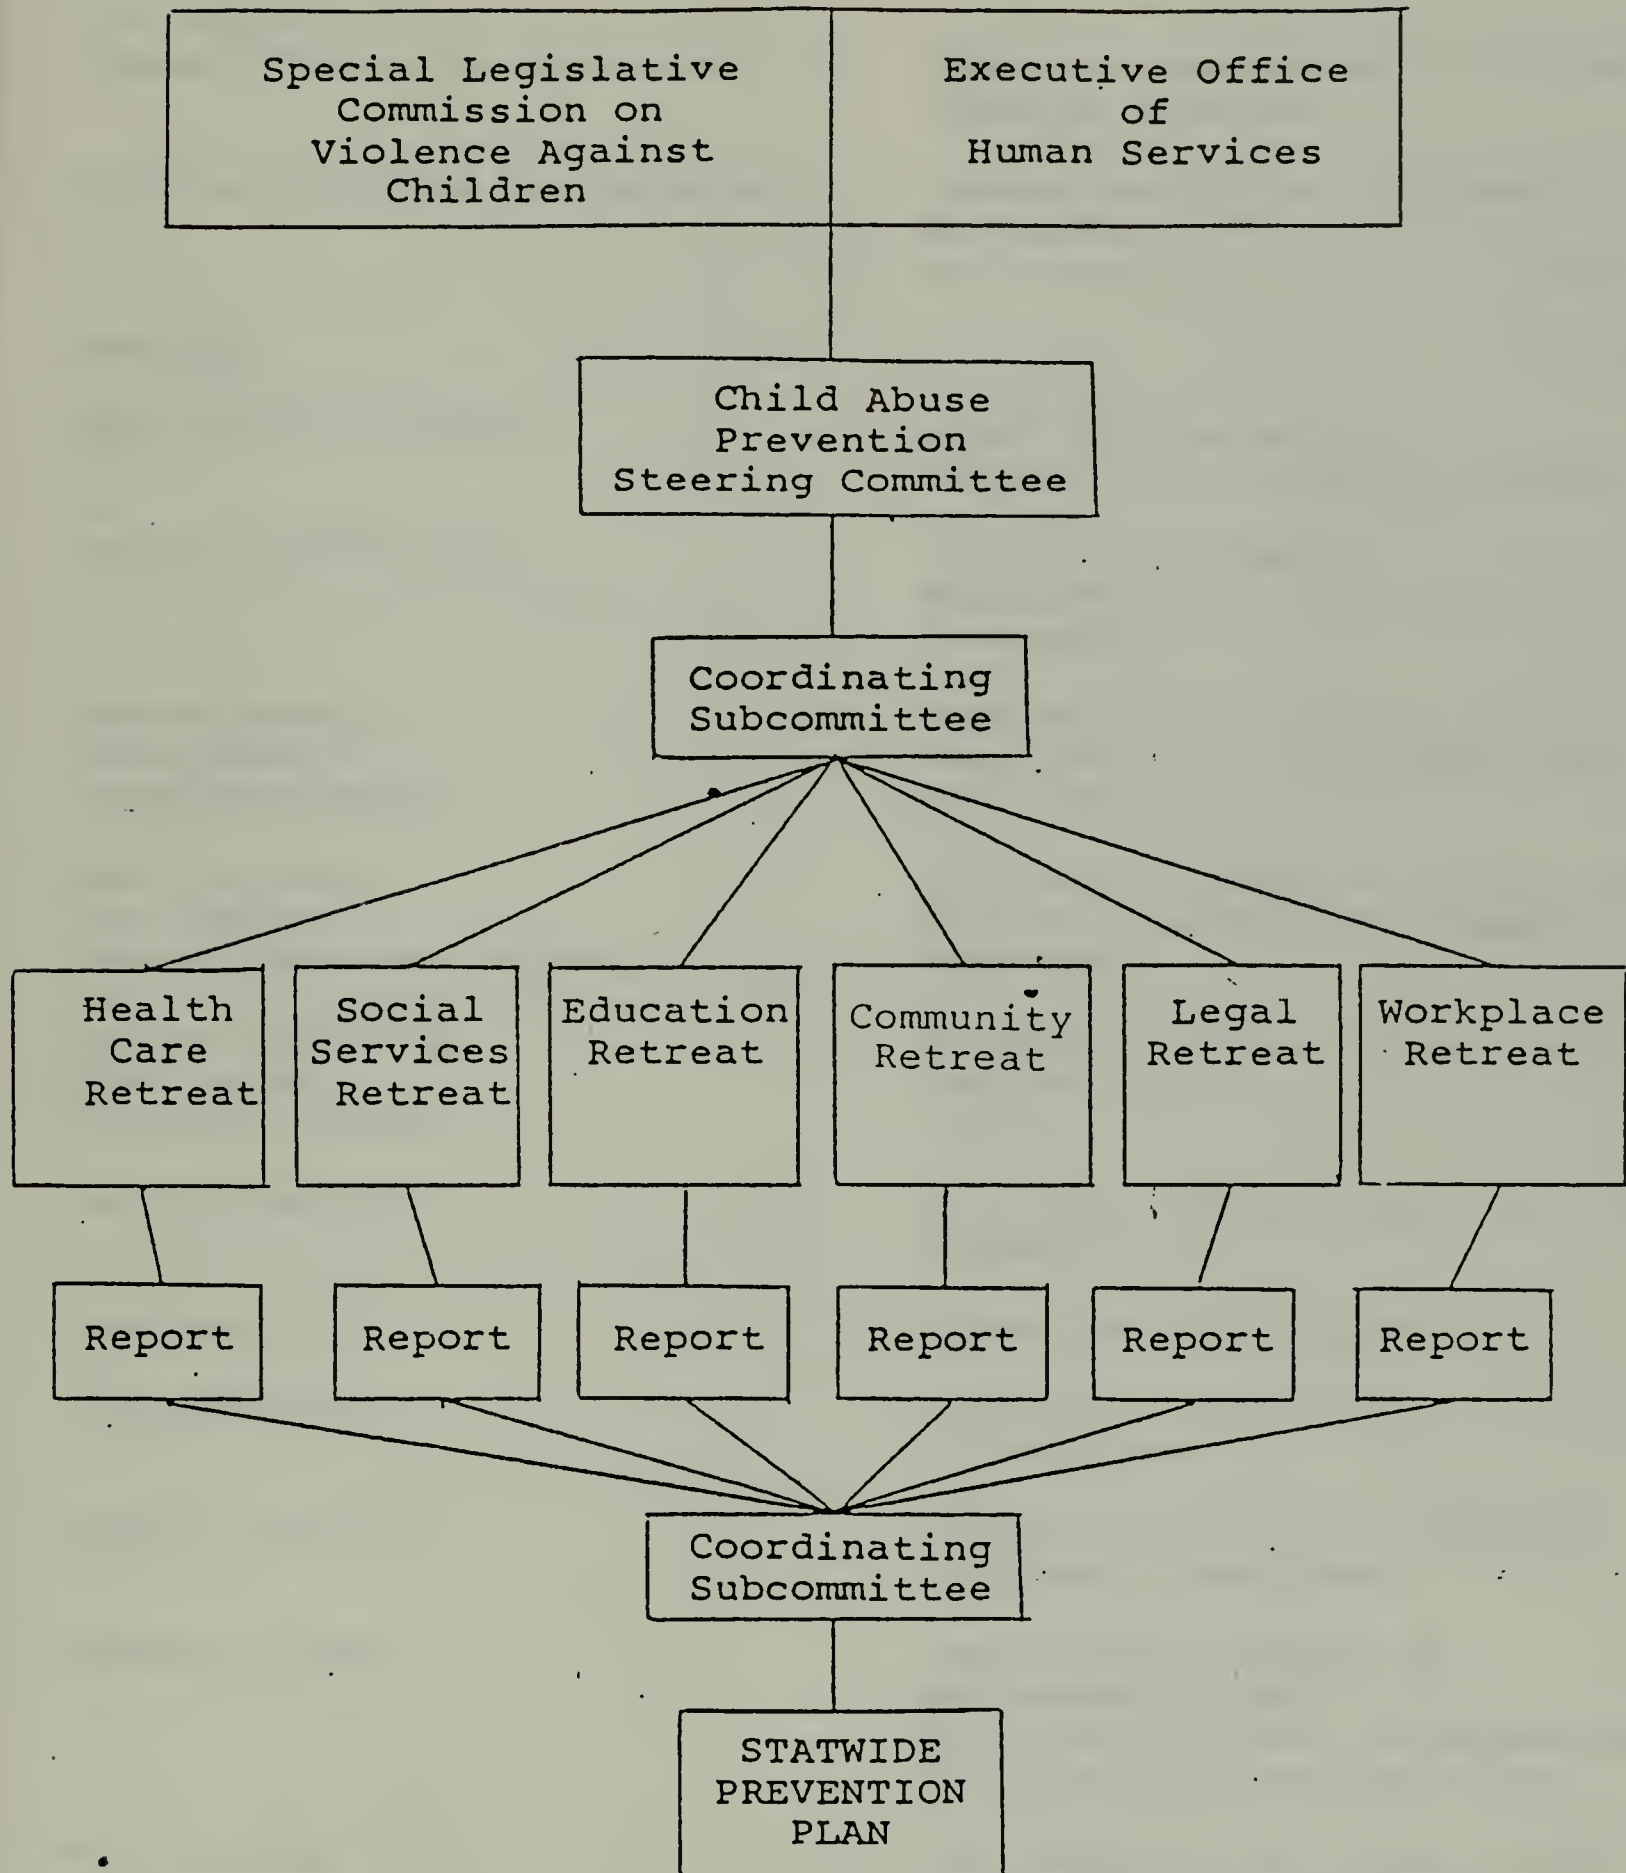 Special Legislative
Commission on
Violence Against
Children
Executive Office
of
Human Services
Child Abuse
Prevention
Steering Committee
Coordinating
Subcommittee
Health
Care
Retreat
Social
Services
Retreat
Education
Retreat
Community
Retreat
Legal
Retreat
Workplace
Retreat
Report
Report
Report
Report
Report
Report
Coordinating
Subcommittee
STATWIDE
PREVENTION
PLAN